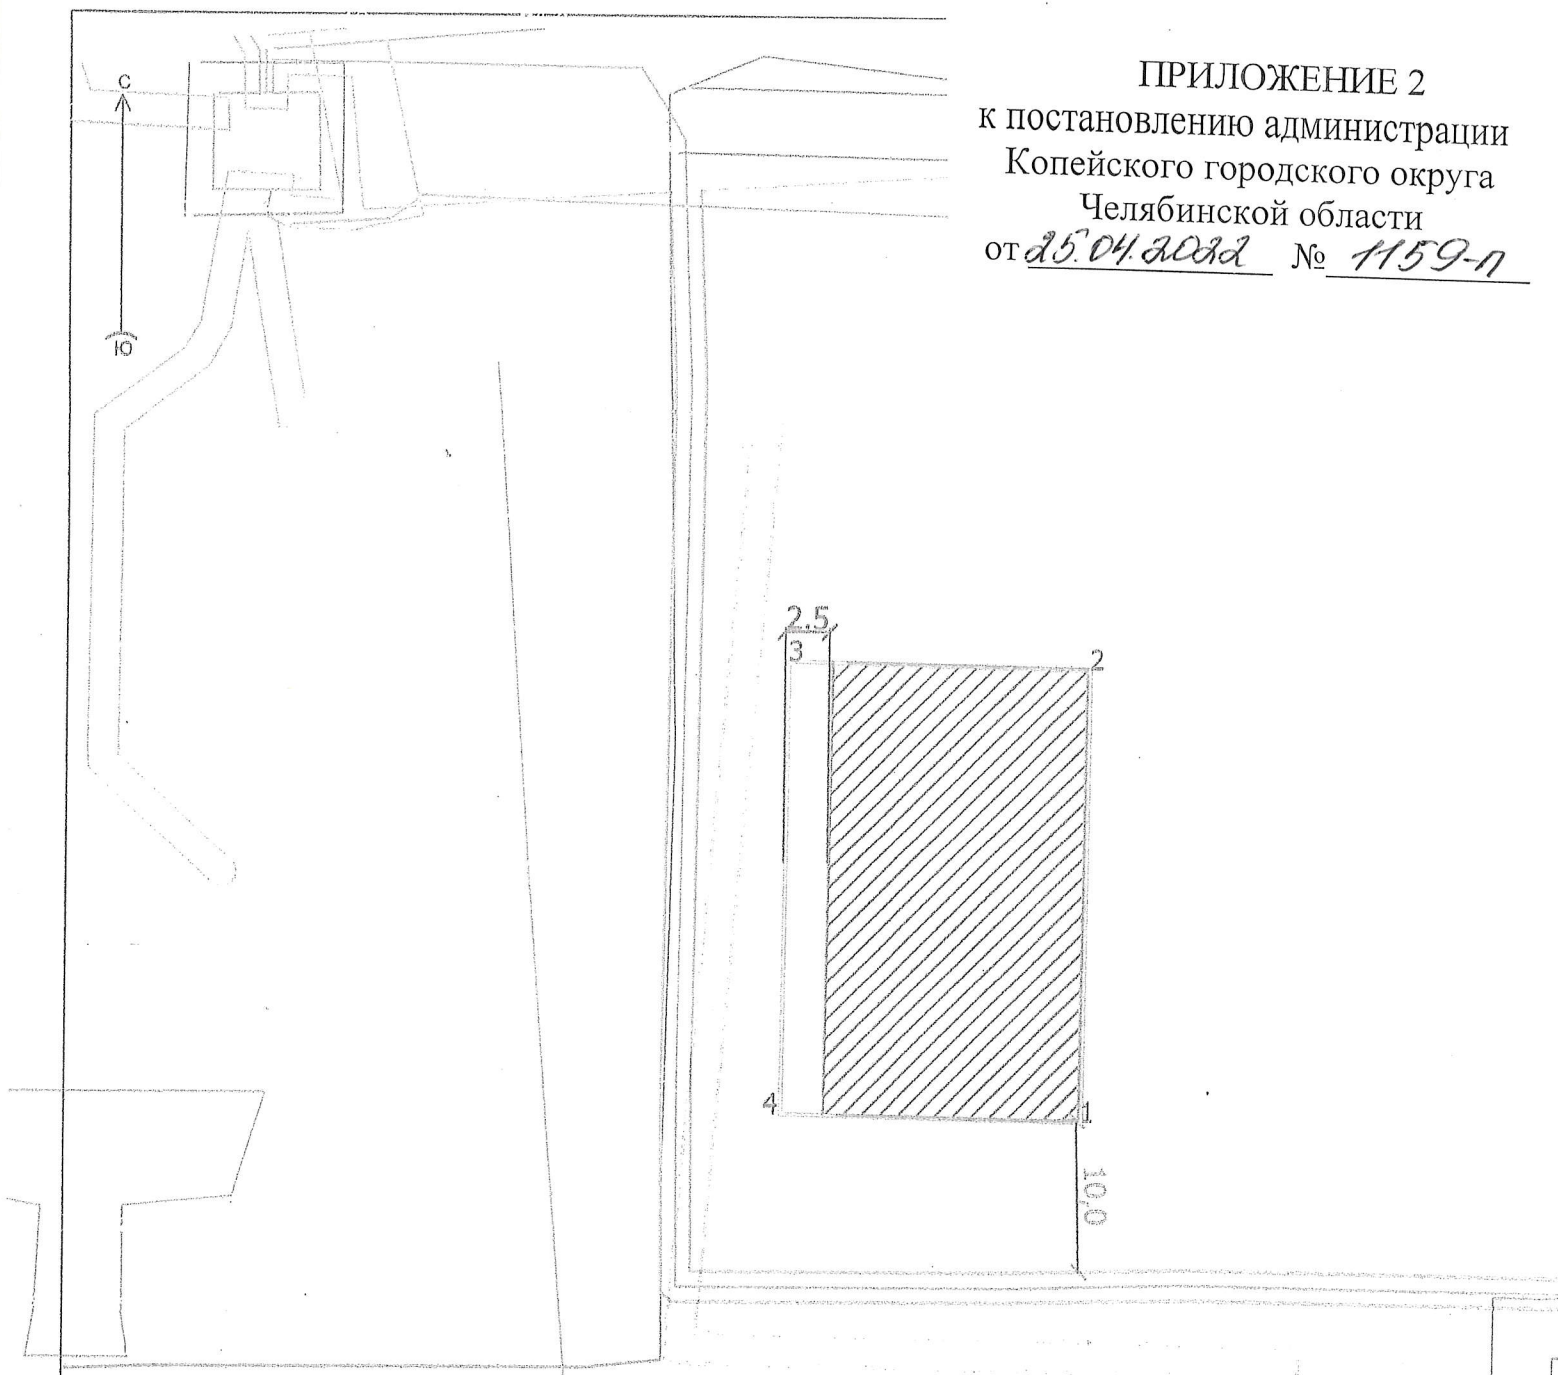 ПРИЛОЖЕНИЕ 2
к постановлению администрации
Копейского городского округа
Челябинской области
от 25.04.2022 № 1159-п
С
Ю
2.5
3
2
4
1
10,0